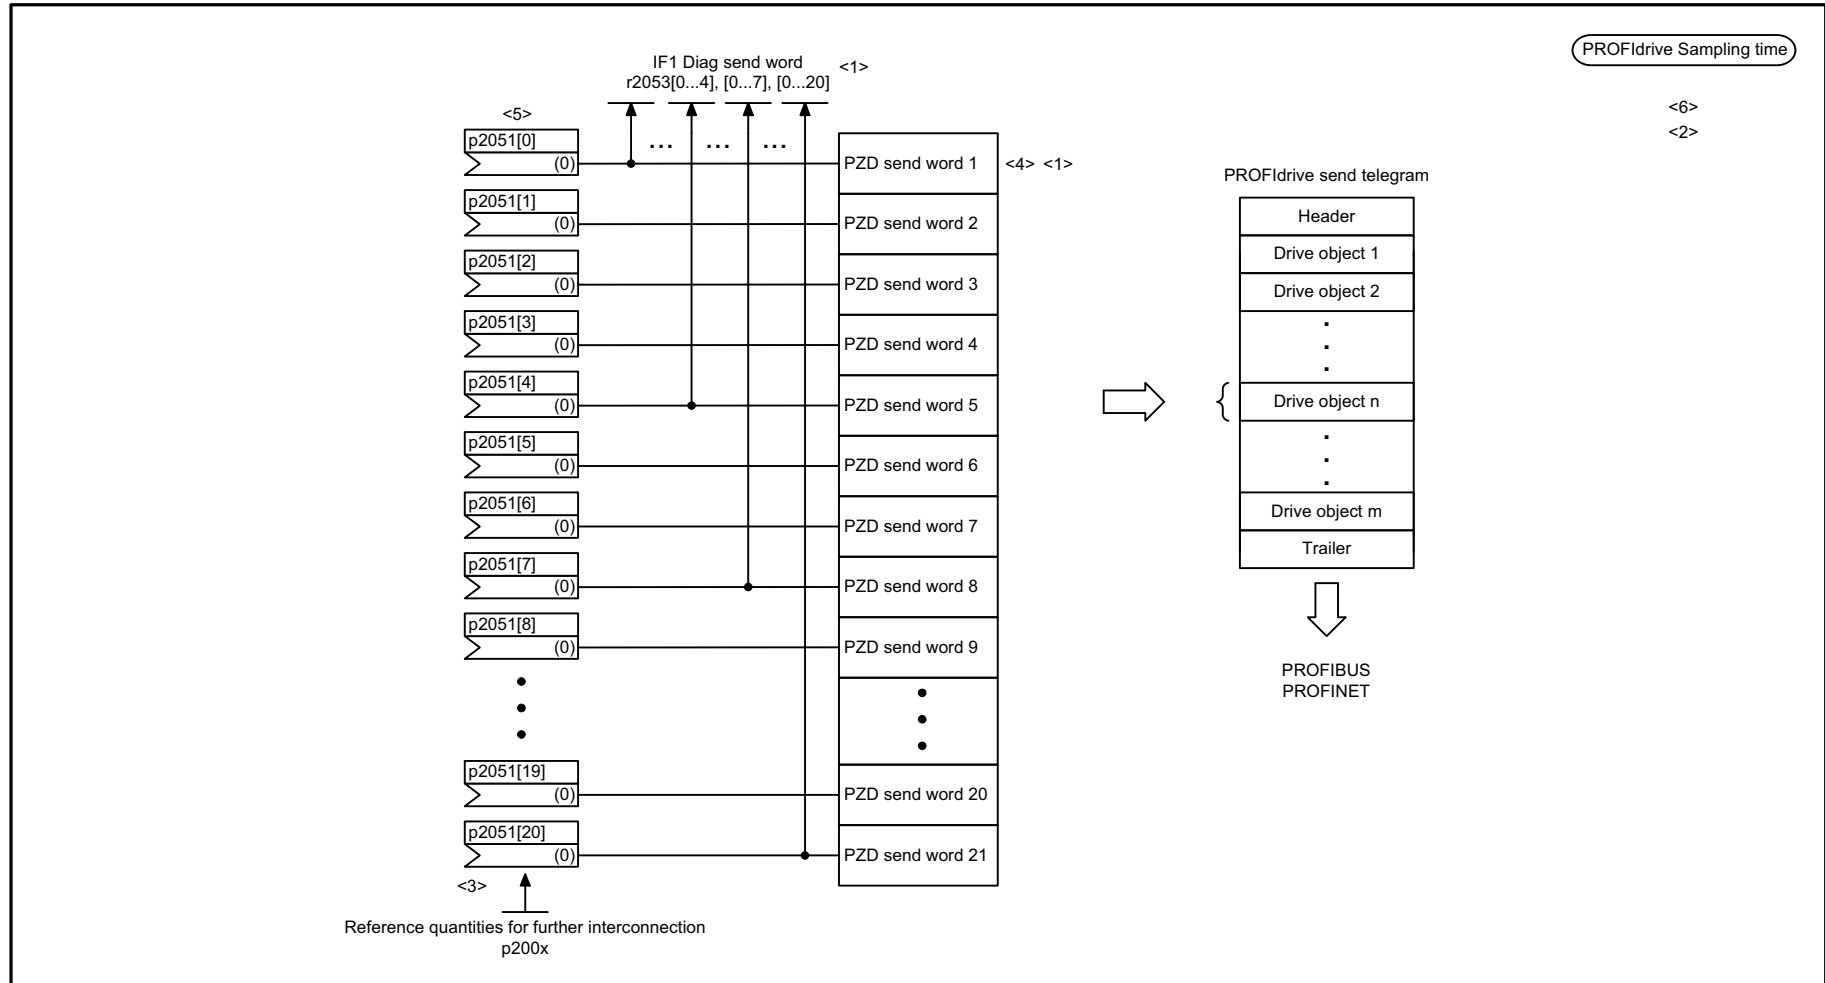 PROFIdrive Sampling time
<6>
<2>
IF1 Diag send word
r2053[0...4], [0...7], [0...20]
<1>
<5>
... ... ...
p2051[0]
(0)
PZD send word 1
<4> <1>
p2051[1]
(0)
PZD send word 2
p2051[2]
(0)
PZD send word 3
p2051[3]
(0)
PZD send word 4
p2051[4]
(0)
PZD send word 5
p2051[5]
(0)
PZD send word 6
p2051[6]
(0)
PZD send word 7
p2051[7]
(0)
PZD send word 8
p2051[8]
(0)
PZD send word 9
p2051[19]
(0)
PZD send word 20
p2051[20]
(0)
PZD send word 21
<3>
Reference quantities for further interconnection
p200x
PROFIdrive send telegram
Header
Drive object 1
Drive object 2
Drive object n
Drive object m
Trailer
PROFIBUS
PROFINET